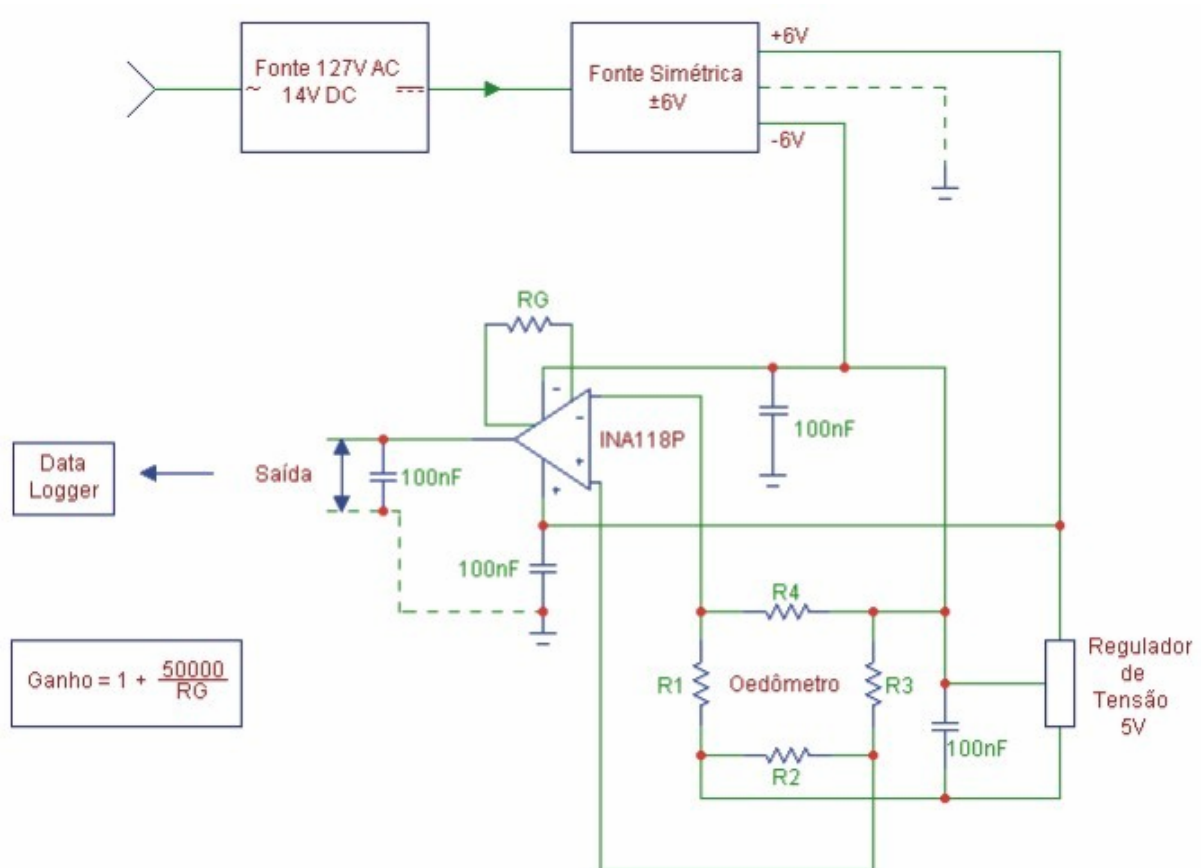 Fonte 127V AC
~ 14V DC
Fonte Simétrica
±6V
+6V
-6V
RG
-
-
INA118P
+
+
100nF
Data
Logger
Saída
100nF
100nF
R4
R1
Oedômetro
R3
R2
100nF
Regulador
de
Tensão
5V
Ganho = 1 + 50000
RG